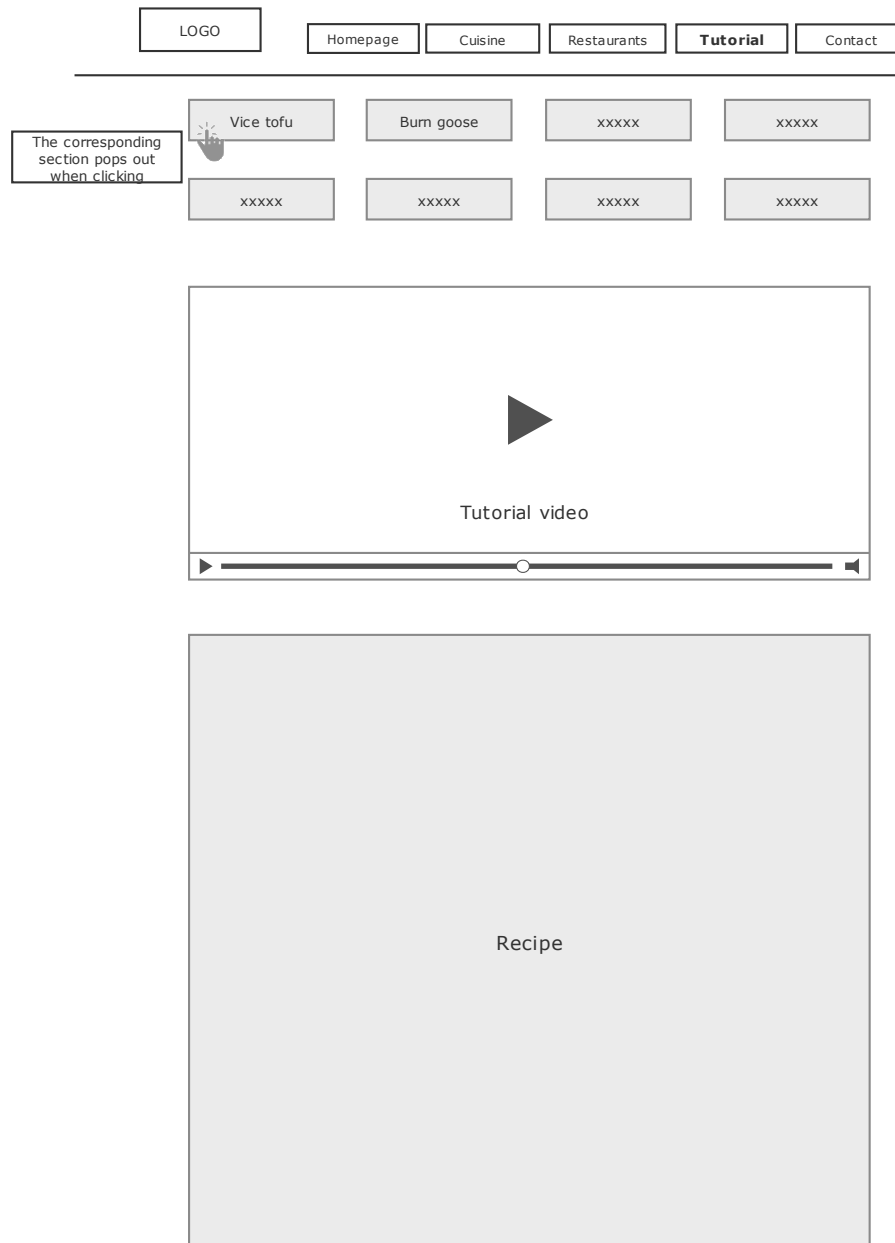 LOGO
Homepage
Cuisine
Restaurants
Tutorial
Contact
Vice tofu
Burn goose
xxxxx
xxxxx
The corresponding
section pops out
when clicking
xxxxx
xxxxx
xxxxx
xxxxx
Tutorial video
Recipe